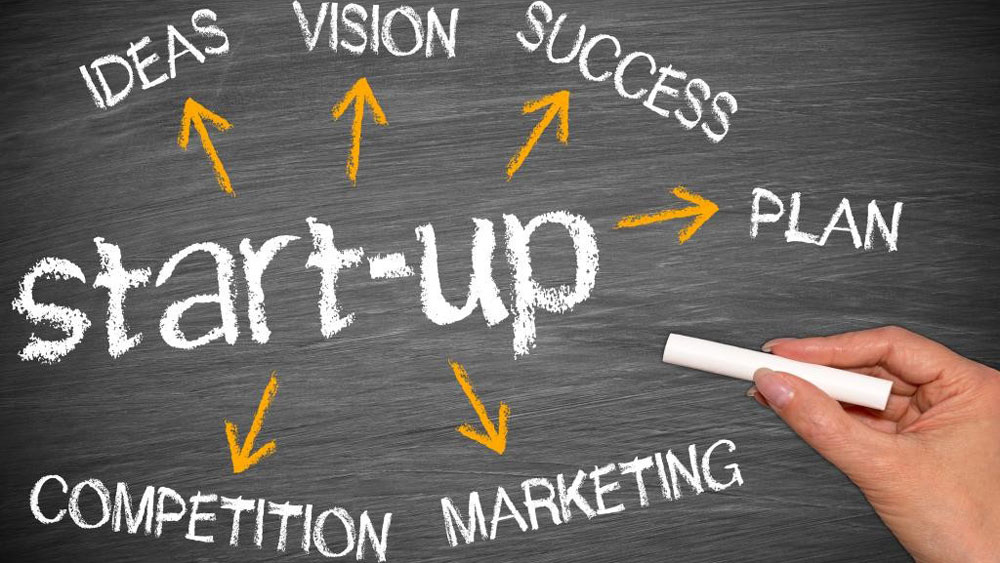 IDEAS
VISION
SUCCESS
PLAN
start-up
COMPETITION
MARKETING